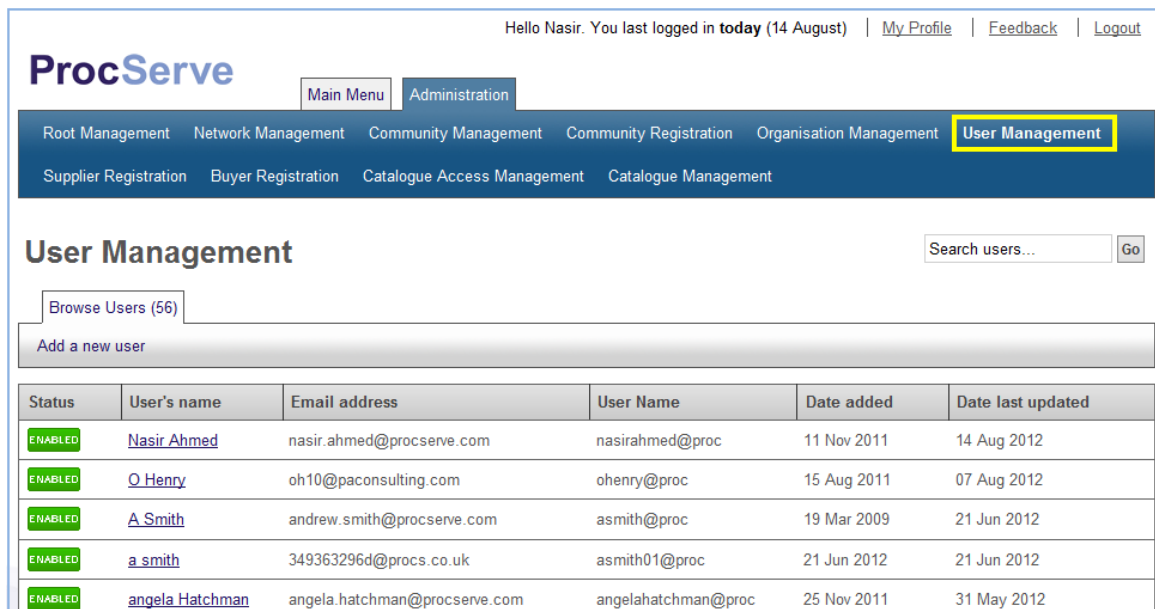 Hello Nasir. You last logged in today (14 August) | My Profile | Feedback | Logout
ProcServe
Main Menu Administration
Root Management Network Management Community Management Community Registration Organisation Management User Management
Supplier Registration Buyer Registration Catalogue Access Management Catalogue Management
User Management Search users... Go
Browse Users (56)
Add a new user
Status User's name Email address User Name Date added Date last updated
ENABLED Nasir Ahmed nasir.ahmed@procserve.com nasirahmed@proc 11 Nov 2011 14 Aug 2012
ENABLED O Henry oh10@paconsulting.com ohenry@proc 15 Aug 2011 07 Aug 2012
ENABLED A Smith andrew.smith@procserve.com asmith@proc 19 Mar 2009 21 Jun 2012
ENABLED a smith 349363296d@procs.co.uk asmith01@proc 21 Jun 2012 21 Jun 2012
ENABLED angela Hatchman angela.hatchman@procserve.com angelahatchman@proc 25 Nov 2011 31 May 2012